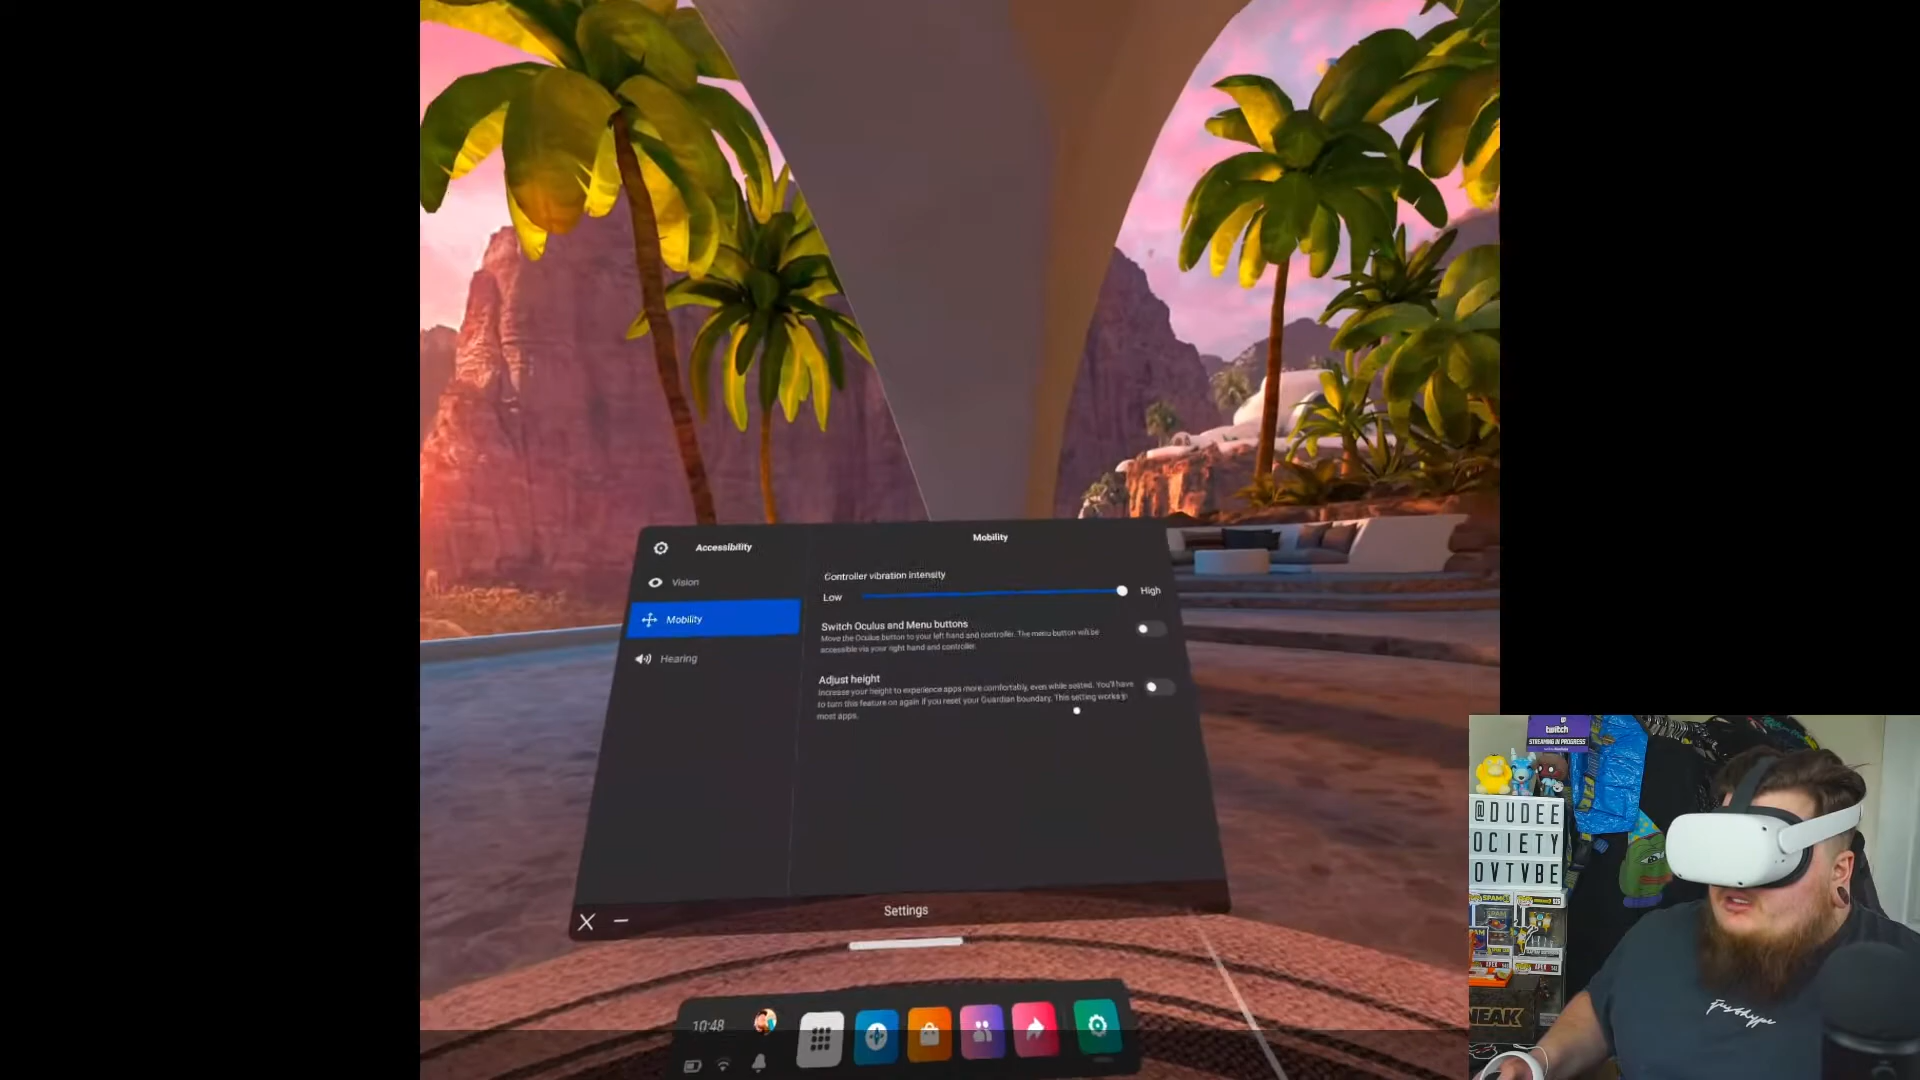 Accessibility
Vision
Mobility
Hearing
Mobility
Controller vibration intensity
Low
High
Switch Oculus and Menu buttons
Move the Oculus button to your left hand and controller. The menu button will be
accessible via your right hand and controller.
Adjust height
Increase your height to experience apps more comfortably, even while seated. You'll have
to turn this feature on again if you reset your Guardian boundary. This setting works
most apps.
Settings
10:48
twitch
STREAMING IN PROGRESS
@DUDEE
OCIETY
OVTVBE
SPAM
NEAK